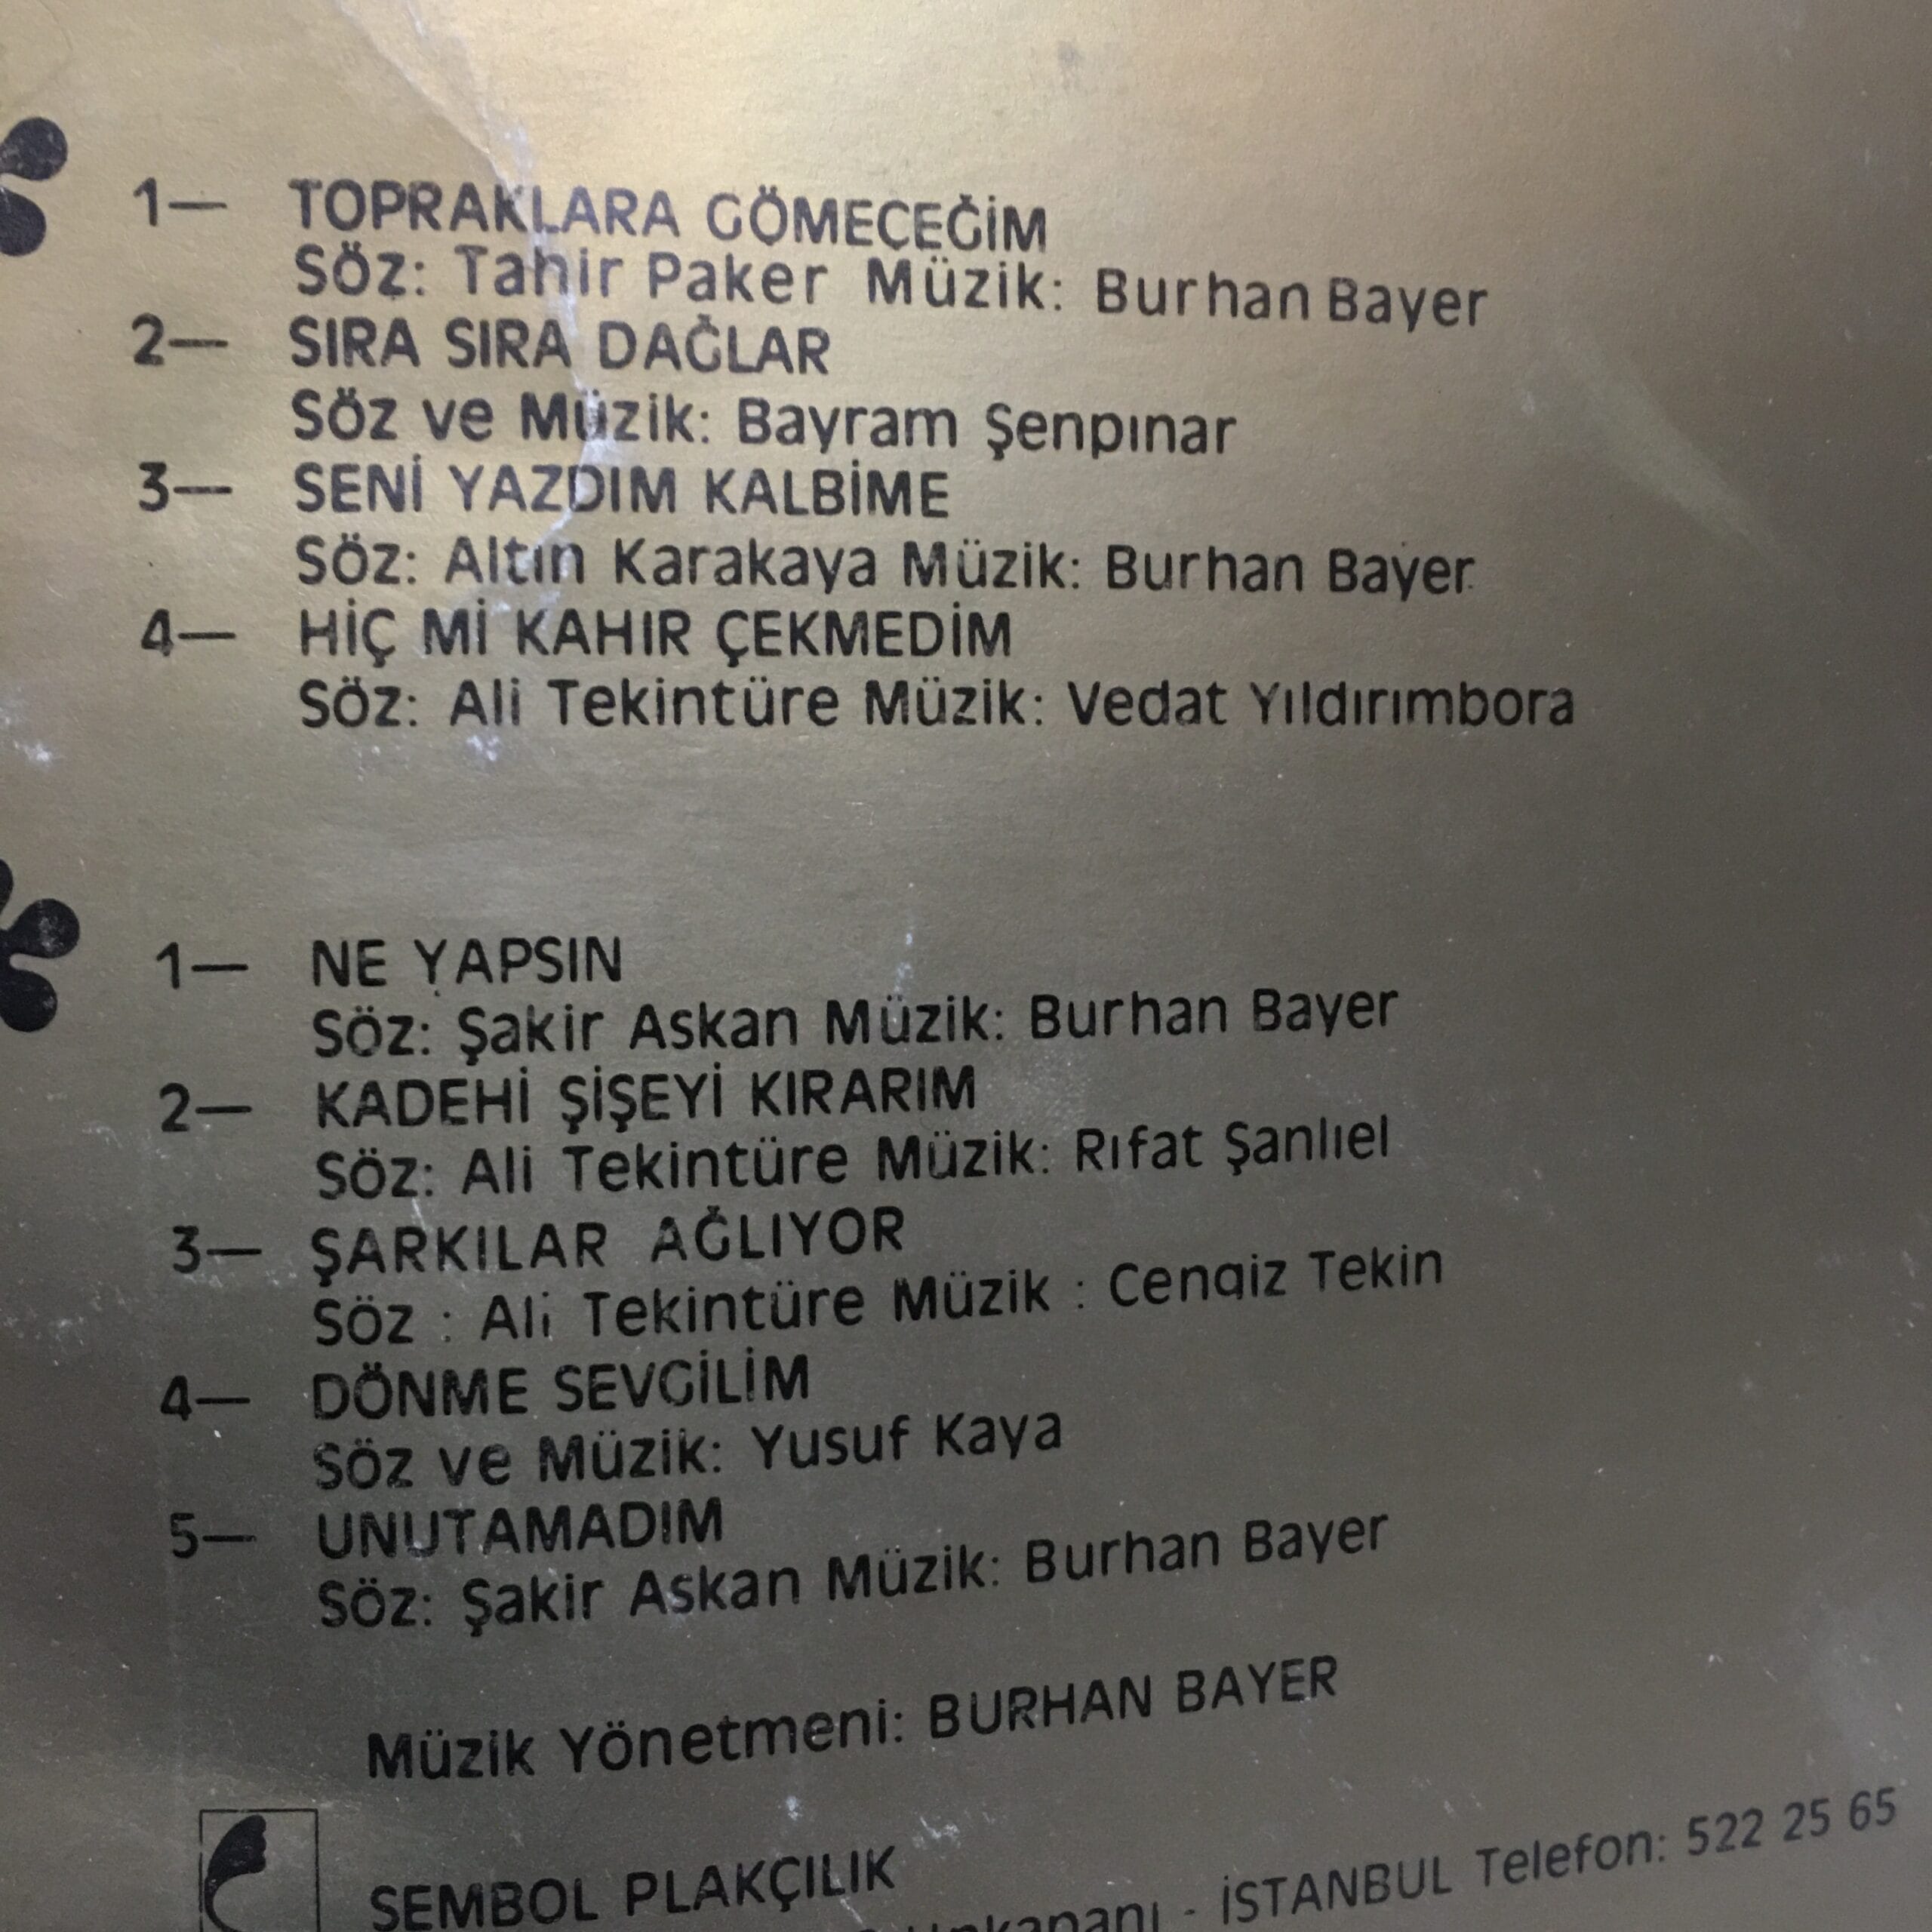 1— TOPRAKLARA GÖMECEĞİM
Söz: Tahir Paker Müzik: Burhan Bayer
2— SIRA SIRA DAĞLAR
Söz ve Müzik: Bayram Şenpınar
3— SENİ YAZDIM KALBİME
Söz: Altın Karakaya Müzik: Burhan Bayer
4— HİÇ Mİ KAHIR ÇEKMEDİM
Söz: Ali Tekintüre Müzik: Vedat Yıldırımbora
1— NE YAPSIN
Söz: Şakir Askan Müzik: Burhan Bayer
2— KADEHİ ŞİŞEYİ KIRARIM
Söz: Ali Tekintüre Müzik: Rıfat Şanlıel
3— ŞARKILAR AĞLIYOR
Söz : Ali Tekintüre Müzik : Cengiz Tekin
4— DÖNME SEVGİLİM
Söz ve Müzik: Yusuf Kaya
5— UNUTAMADIM
Söz: Şakir Askan Müzik: Burhan Bayer
Müzik Yönetmeni: BURHAN BAYER
SEMBOL PLAKÇILIK
Unkapanı - İSTANBUL Telefon: 522 25 65